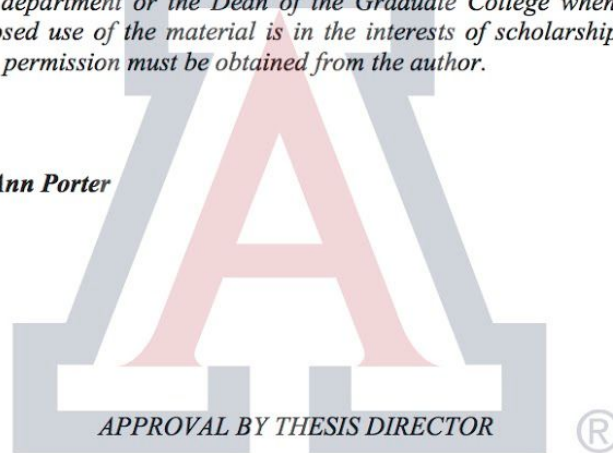 department or the Dean of the Graduate College when
osed use of the material is in the interests of scholarship
permission must be obtained from the author.
Ann Porter
A
APPROVAL BY THESIS DIRECTOR
®